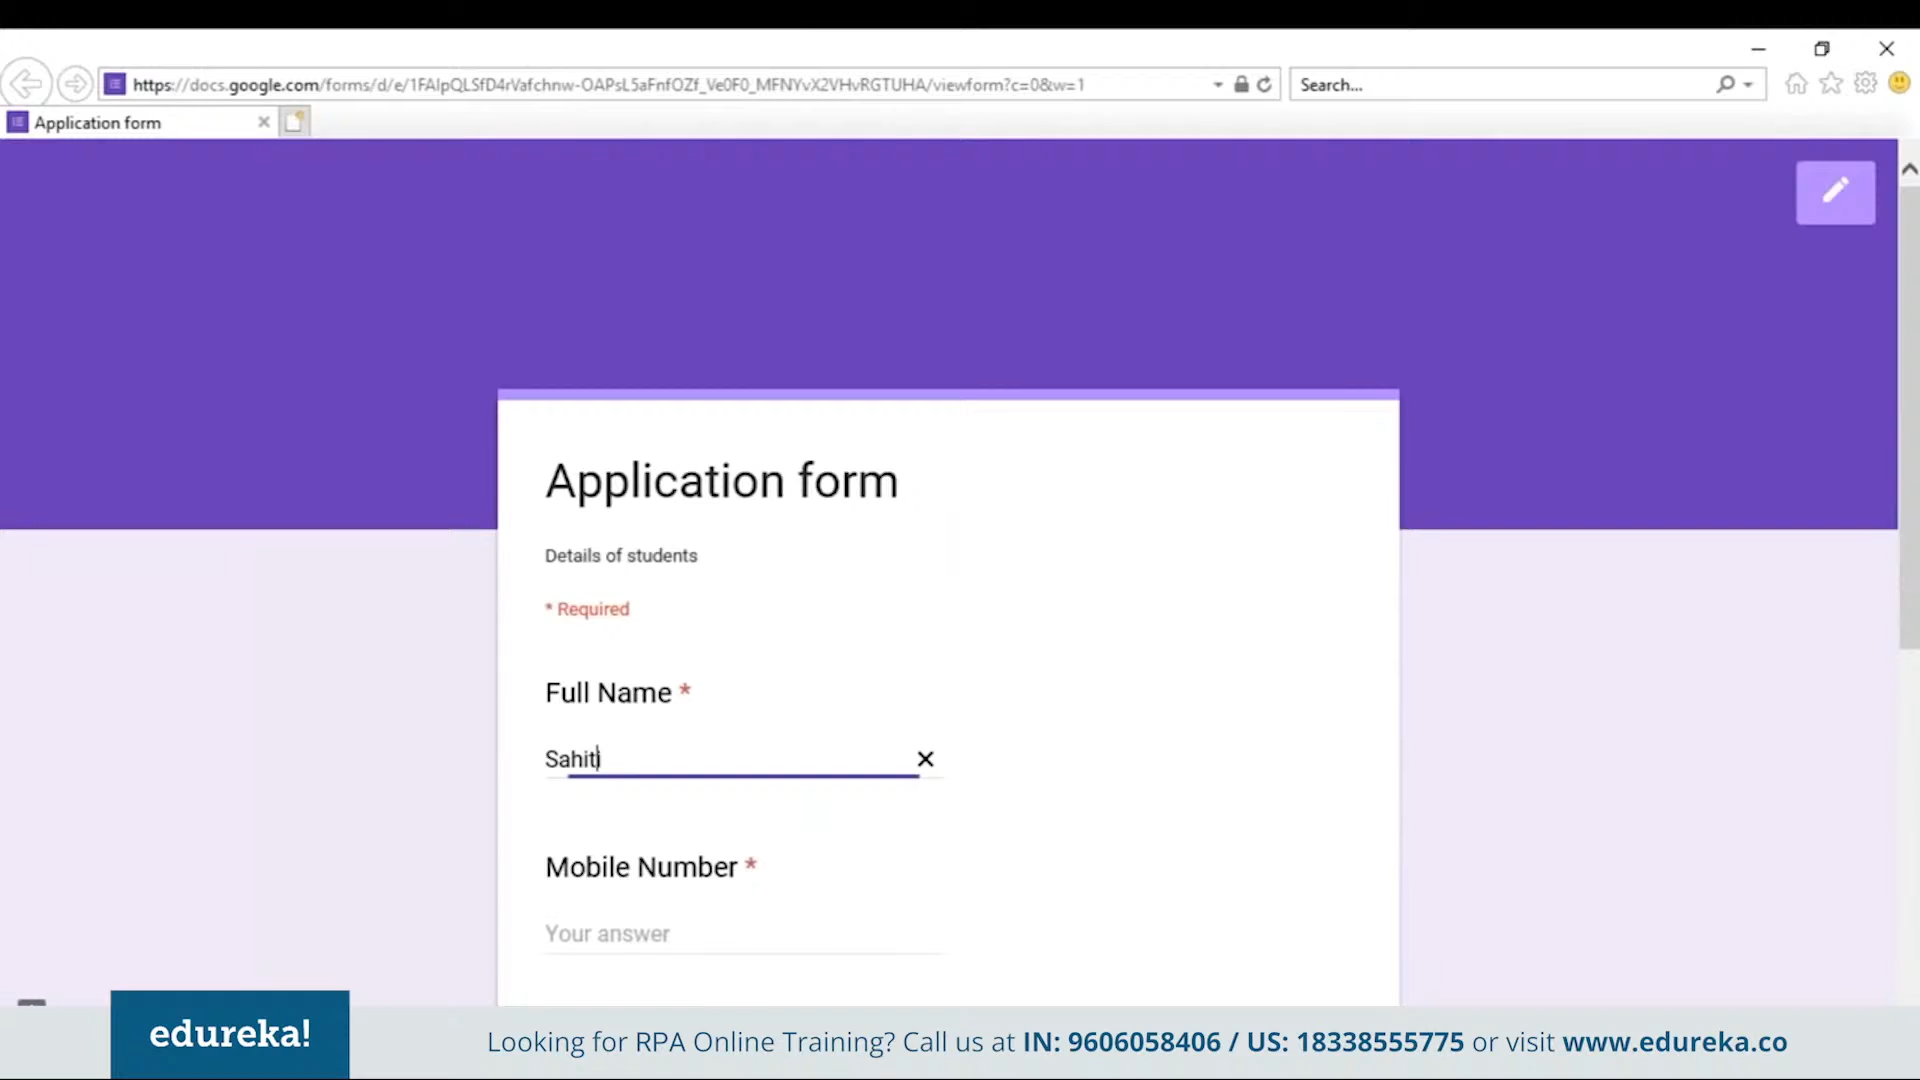 https://docs.google.com/forms/d/e/1FAIpQLSfD4rVafchnw-OAPsL5aFnfOZf_Ve0F0_MFNYvX2VHvRGTUHA/viewform?c=0&w=1
Search...
Application form
Application form
Details of students
* Required
Full Name *
Sahiti
Mobile Number *
Your answer
edureka!
Looking for RPA Online Training? Call us at IN: 9606058406 / US: 18338555775 or visit www.edureka.co